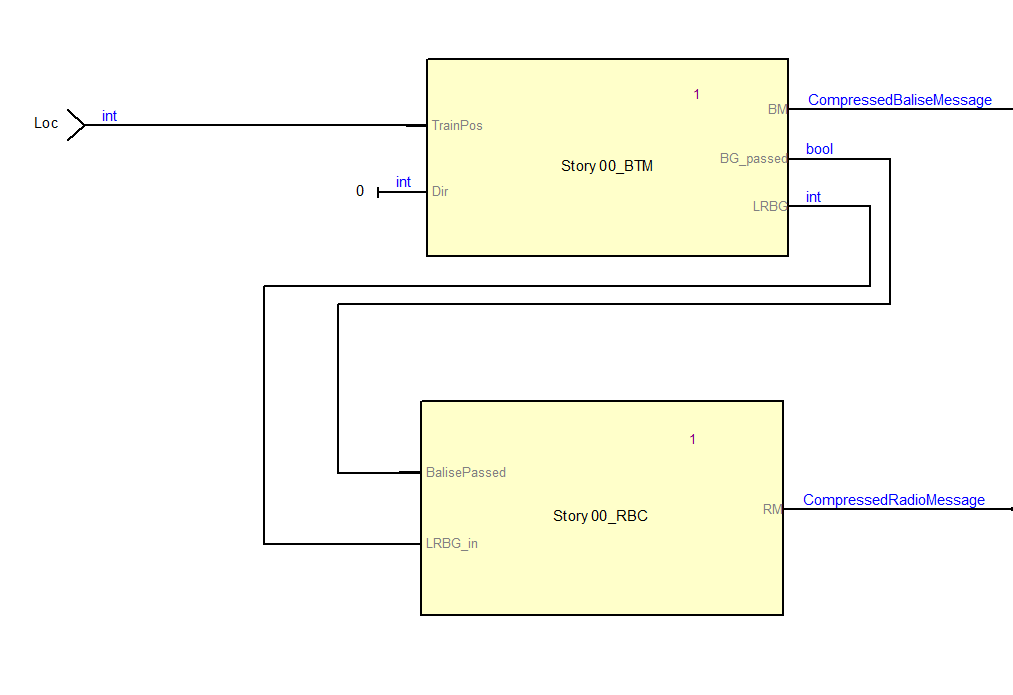 1
BM
CompressedBaliseMessage
Loc
int
TrainPos
BG_passed
bool
Story 00_BTM
0
int
Dir
LRBG
int
1
BalisePassed
Story 00_RBC
RM
CompressedRadioMessage
LRBG_in